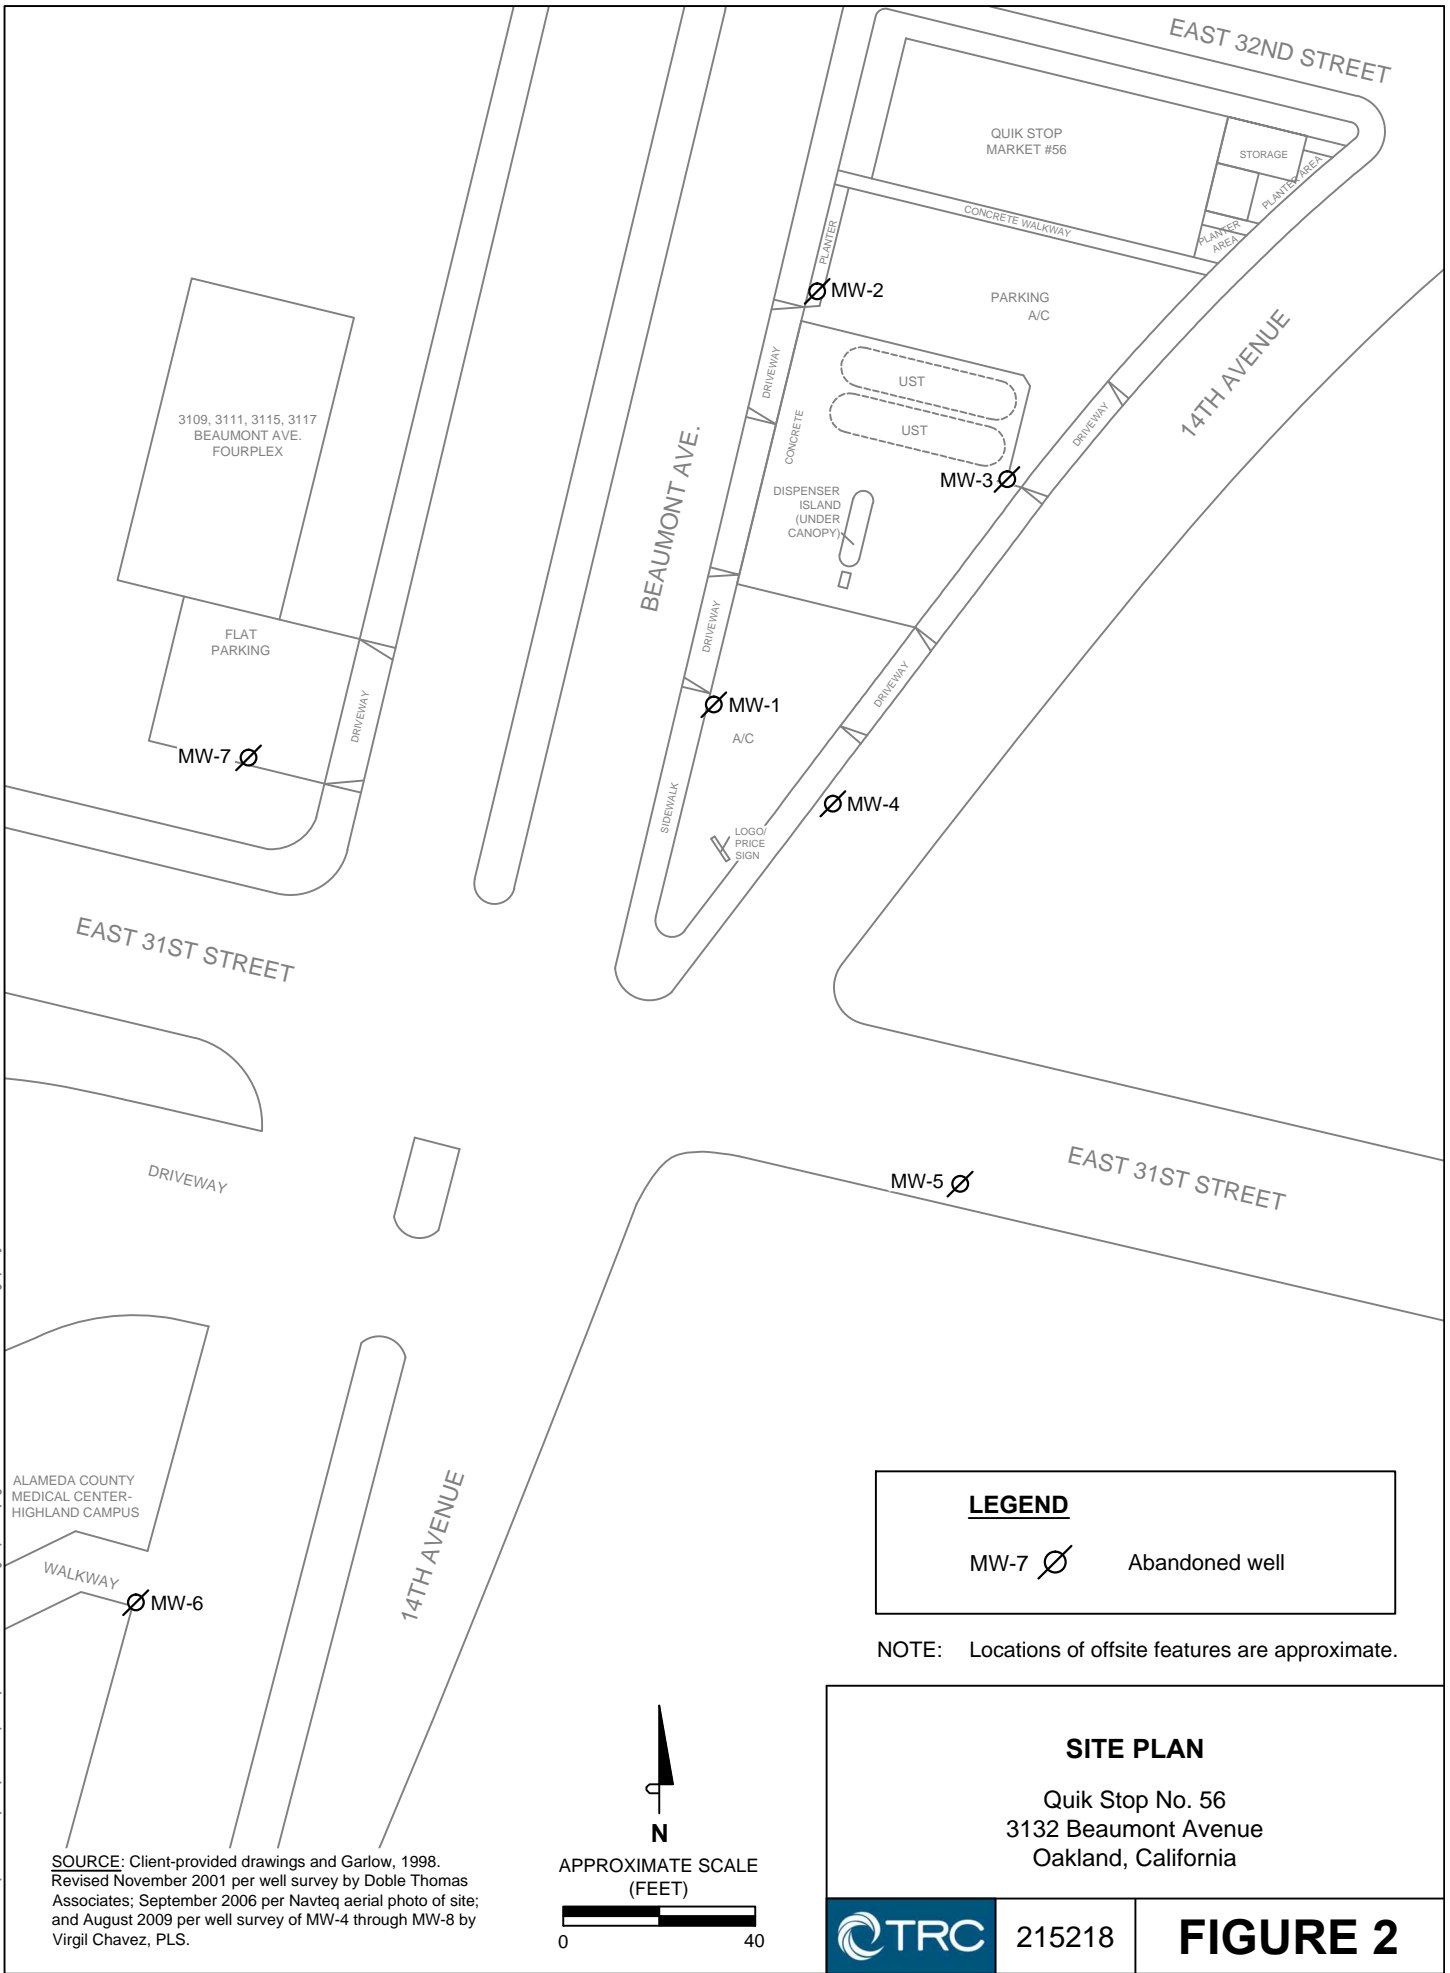 EAST 32ND STREET
QUIK STOP
MARKET #56
STORAGE
PLANTER AREA
CONCRETE WALKWAY
PLANTER
AREA
PLANTER
MW-2
PARKING
A/C
DRIVEWAY
UST
UST
14TH AVENUE
DRIVEWAY
CONCRETE
3109, 3111, 3115, 3117
BEAUMONT AVE.
FOURPLEX
BEAUMONT AVE.
MW-3
DISPENSER
ISLAND
(UNDER
CANOPY)
DRIVEWAY
FLAT
PARKING
DRIVEWAY
DRIVEWAY
MW-1
A/C
MW-7
SIDEWALK
MW-4
LOGO/
PRICE
SIGN
EAST 31ST STREET
DRIVEWAY
MW-5
EAST 31ST STREET
ALAMEDA COUNTY
MEDICAL CENTER-
HIGHLAND CAMPUS
WALKWAY
MW-6
14TH AVENUE
LEGEND
MW-7 Abandoned well
NOTE: Locations of offsite features are approximate.
N
APPROXIMATE SCALE
(FEET)
0 40
SOURCE: Client-provided drawings and Garlow, 1998.
Revised November 2001 per well survey by Doble Thomas
Associates; September 2006 per Navteq aerial photo of site;
and August 2009 per well survey of MW-4 through MW-8 by
Virgil Chavez, PLS.
SITE PLAN
Quik Stop No. 56
3132 Beaumont Avenue
Oakland, California
TRC
215218
FIGURE 2